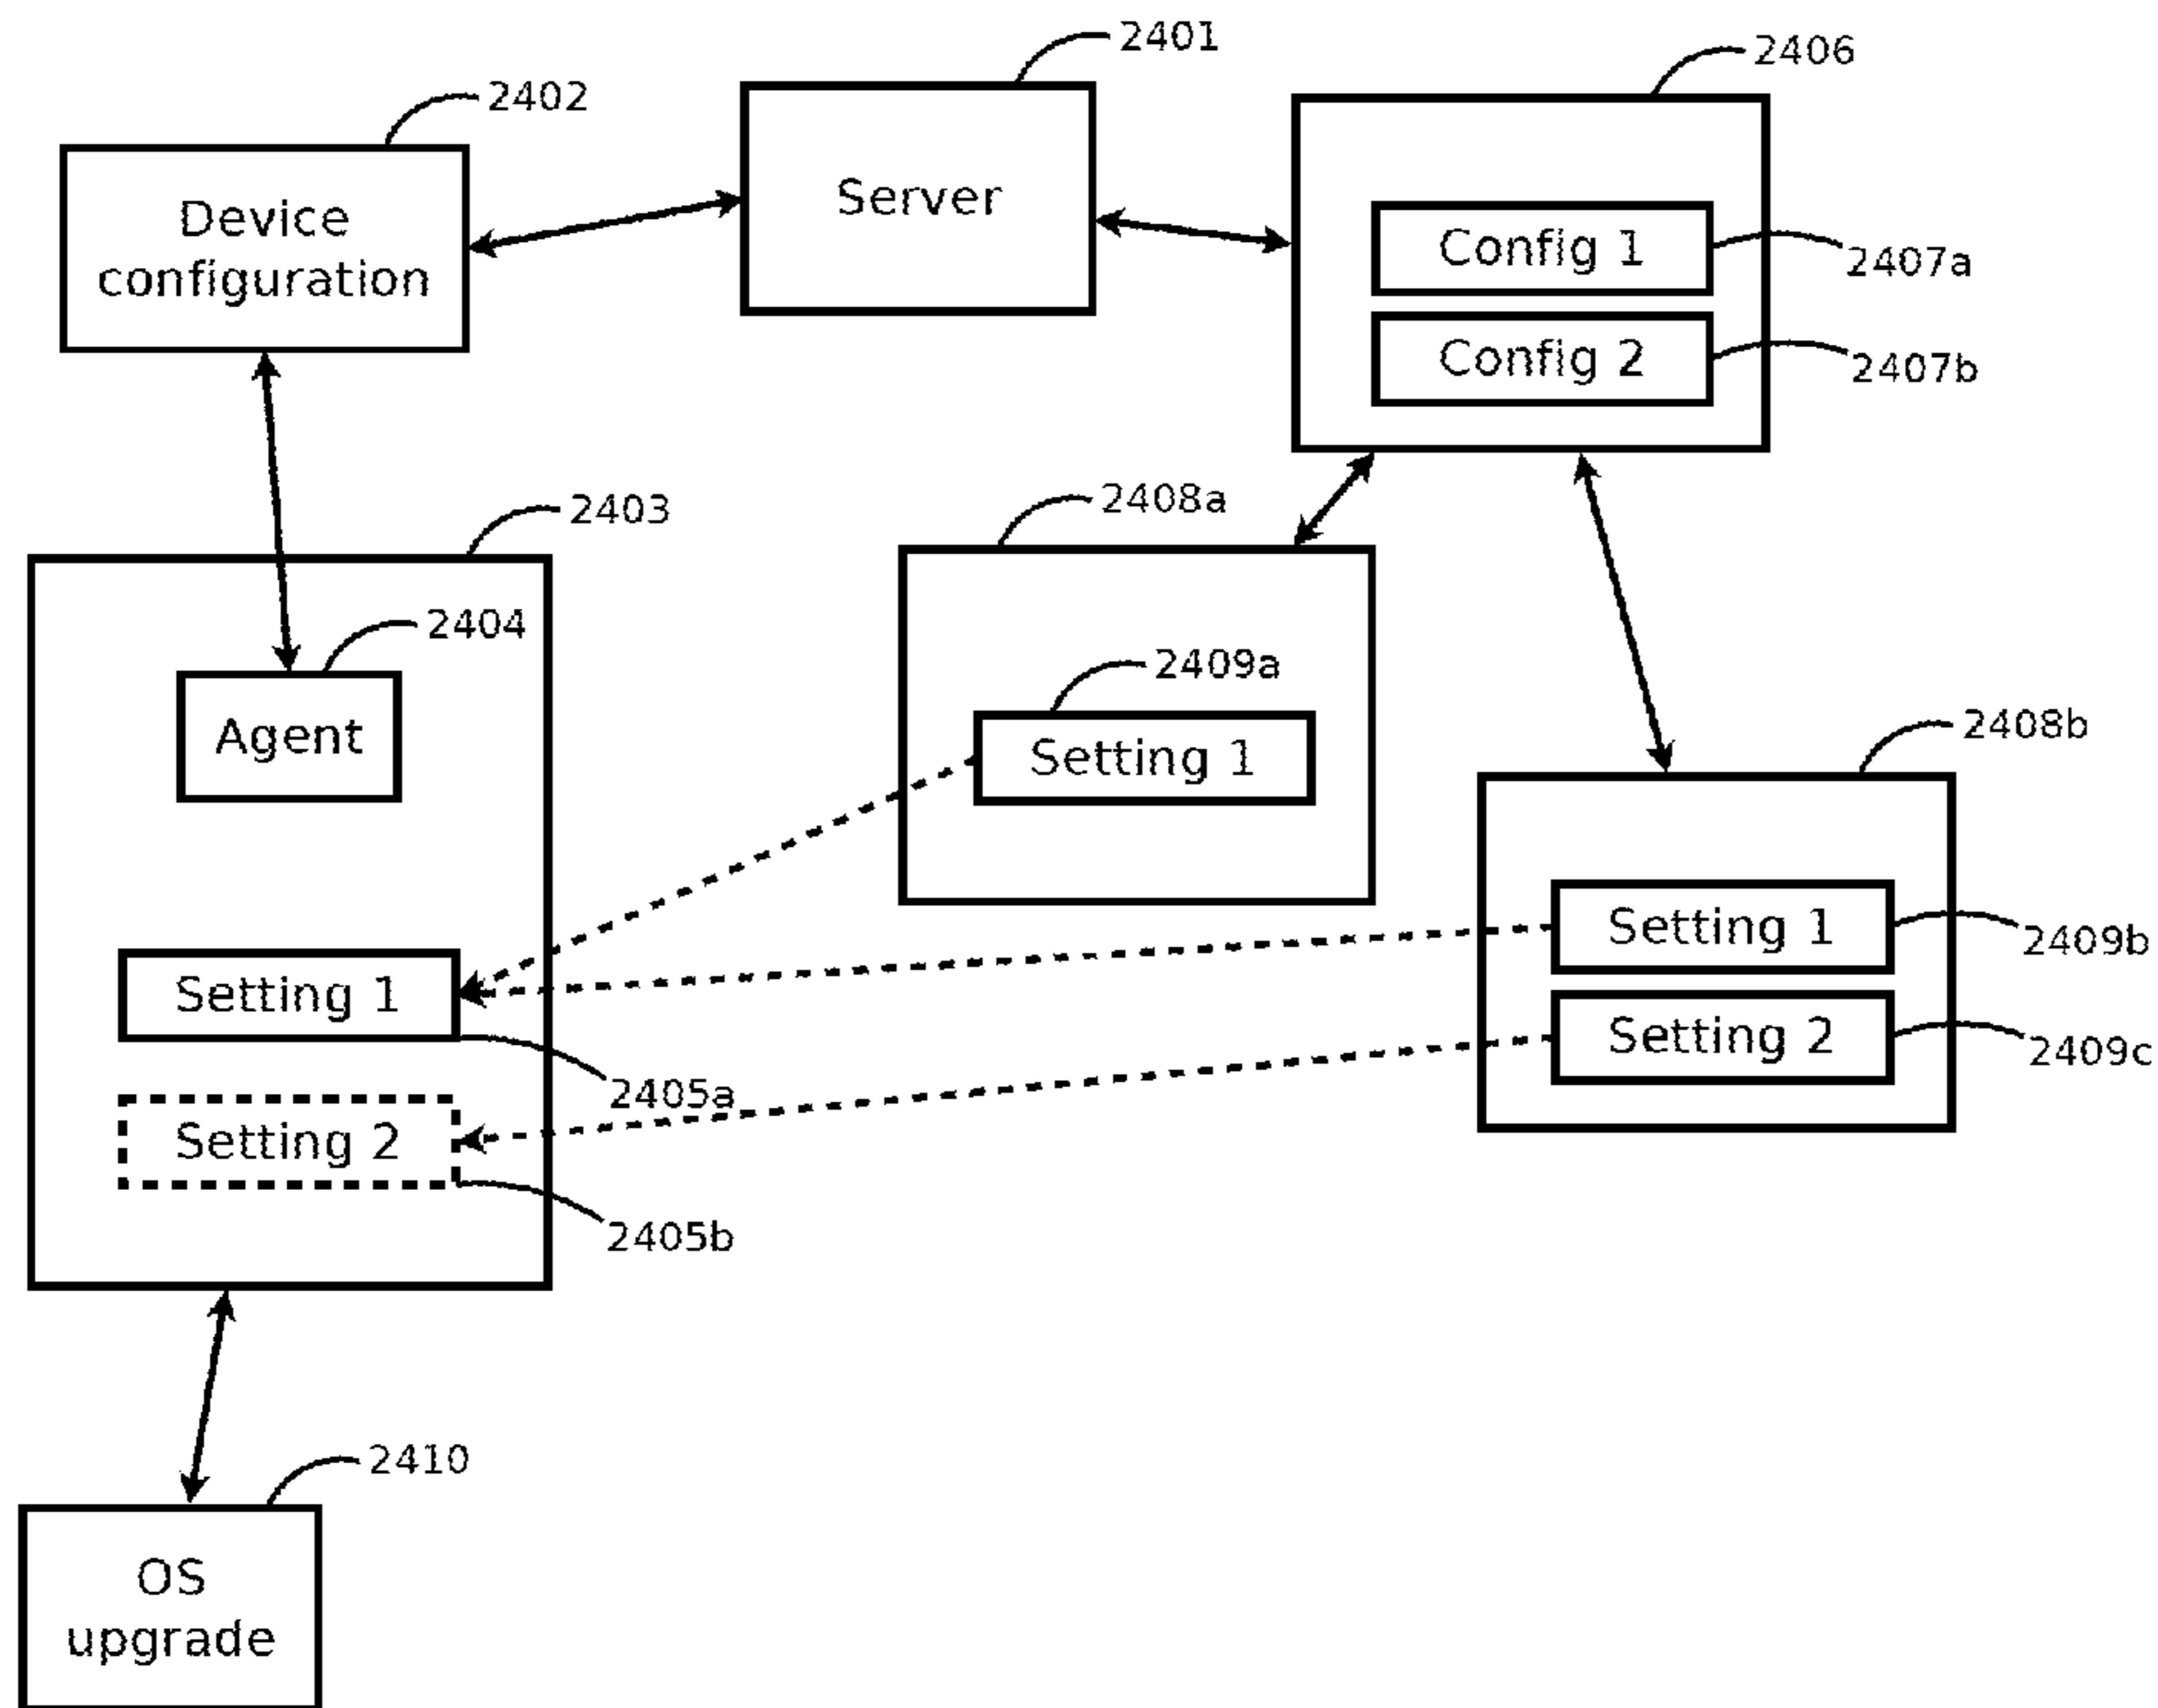 2401
2406
2402
Server
Device
configuration
Config 1
2407a
Config 2
2407b
2403
2408a
2404
2409a
Agent
Setting 1
2408b
Setting 1
2409b
Setting 1
2405a
Setting 2
2409c
Setting 2
2405b
2410
OS
upgrade